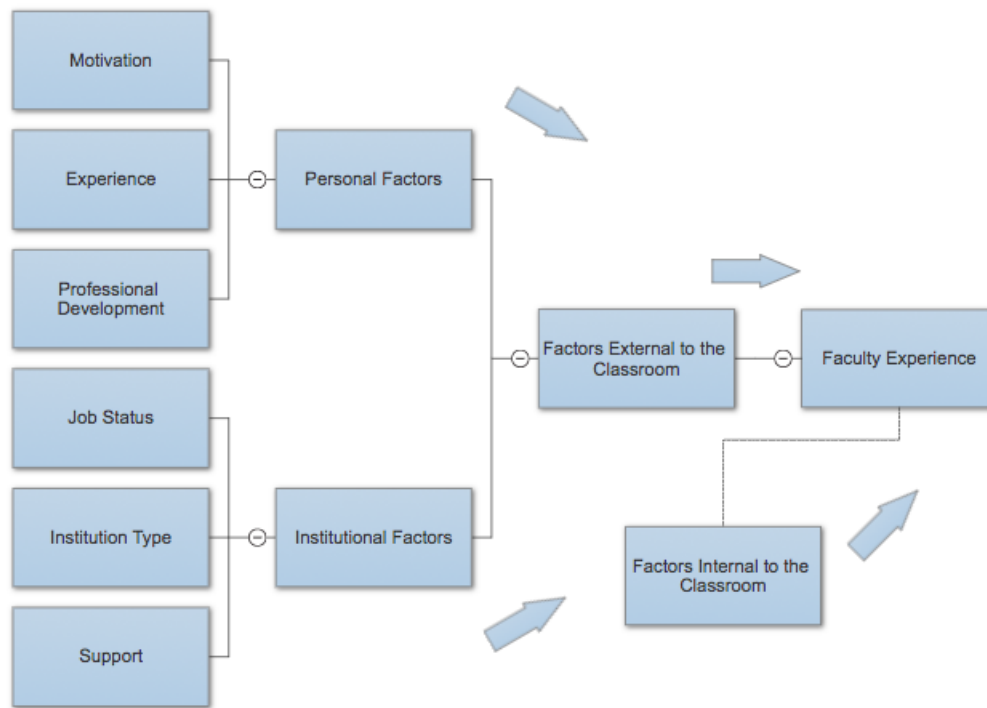 Motivation
Experience
Professional
Development
Job Status
Institution Type
Support
Personal Factors
Institutional Factors
Factors External to the
Classroom
Faculty Experience
Factors Internal to the
Classroom